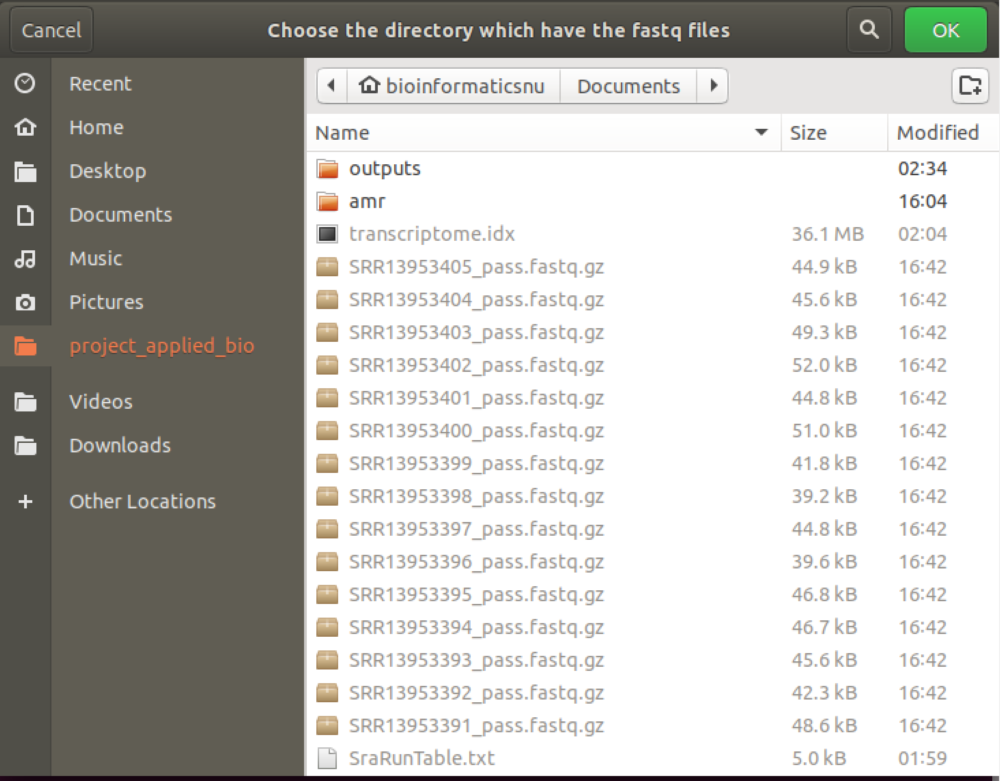 Cancel
Choose the directory which have the fastq files
OK
Recent
Home
Desktop
Documents
Music
Pictures
project_applied_bio
Videos
Downloads
Other Locations
bioinformaticsnu Documents
Name Size Modified
outputs 02:34
amr 16:04
transcriptome.idx 36.1 MB 02:04
SRR13953405_pass.fastq.gz 44.9 kB 16:42
SRR13953404_pass.fastq.gz 45.6 kB 16:42
SRR13953403_pass.fastq.gz 49.3 kB 16:42
SRR13953402_pass.fastq.gz 52.0 kB 16:42
SRR13953401_pass.fastq.gz 44.8 kB 16:42
SRR13953400_pass.fastq.gz 51.0 kB 16:42
SRR13953399_pass.fastq.gz 41.8 kB 16:42
SRR13953398_pass.fastq.gz 39.2 kB 16:42
SRR13953397_pass.fastq.gz 44.8 kB 16:42
SRR13953396_pass.fastq.gz 39.6 kB 16:42
SRR13953395_pass.fastq.gz 46.8 kB 16:42
SRR13953394_pass.fastq.gz 46.7 kB 16:42
SRR13953393_pass.fastq.gz 45.6 kB 16:42
SRR13953392_pass.fastq.gz 42.3 kB 16:42
SRR13953391_pass.fastq.gz 48.6 kB 16:42
SraRunTable.txt 5.0 kB 01:59